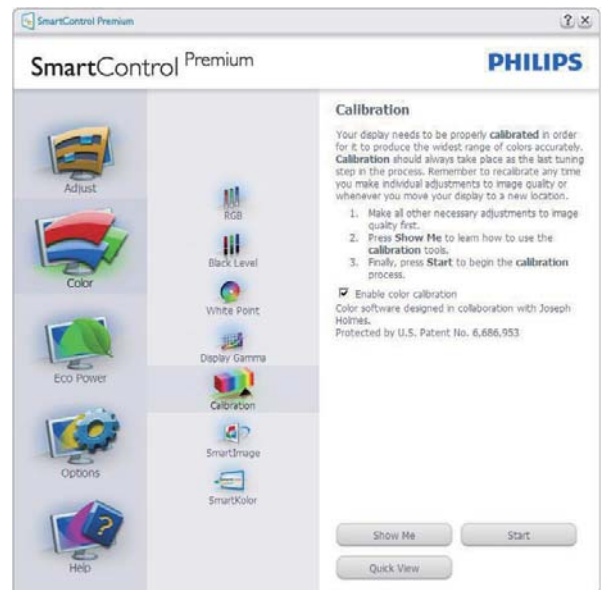 SmartControl Premium
SmartControl Premium
PHILIPS
Adjust
Color
Eco Power
Options
Help
RGB
Black Level
White Point
Display Gamma
Calibration
SmartImage
SmartKolor
Calibration
Your display needs to be properly calibrated in order
for it to produce the widest range of colors accurately.
Calibration should always take place as the last tuning
step in the process. Remember to recalibrate any time
you make individual adjustments to image quality or
whenever you move your display to a new location.
1. Make all other necessary adjustments to image
quality first.
2. Press Show Me to learn how to use the
calibration tools.
3. Finally, press Start to begin the calibration
process.
Enable color calibration
Color software designed in collaboration with Joseph
Holmes.
Protected by U.S. Patent No. 6,686,953
Show Me
Start
Quick View